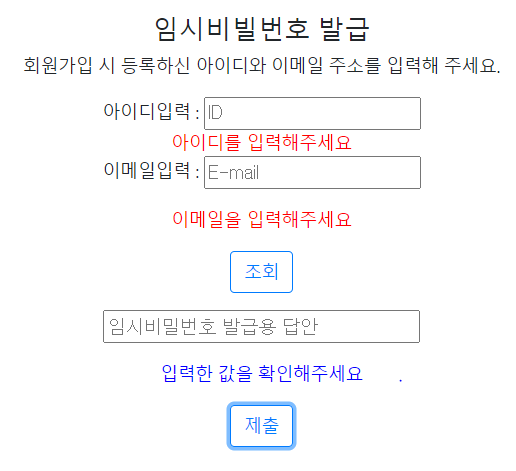 임시비빌번호 발급
회원가입 시 등록하신 아이디와 이메일 주소를 입력해 주세요.
아이디입력 : ID
아이디를 입력해주세요
이메일입력 : E-mail
이메일을 입력해주세요
조회
임시비밀번호 발급용 답안
입력한 값을 확인해주세요 .
제출